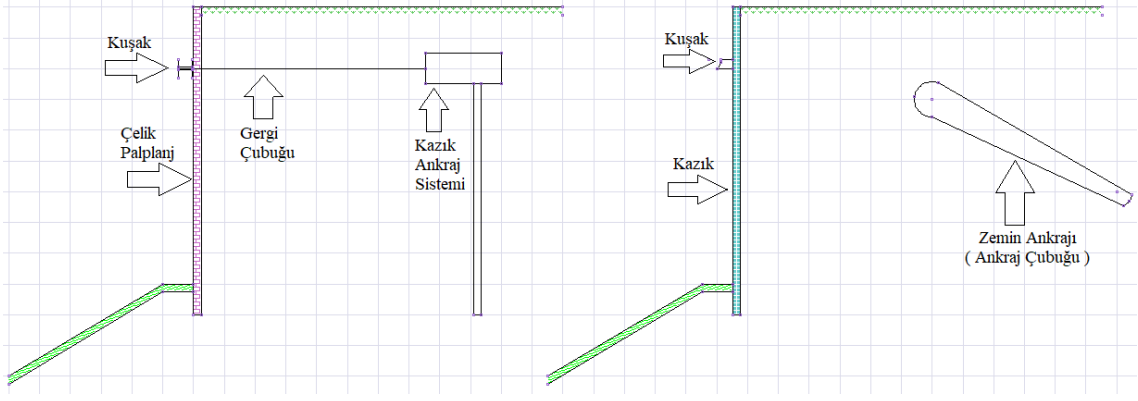 Kuşak
Çelik
Palplanj
Gergi
Çubuğu
Kazık
Ankraj
Sistemi
Kuşak
Kazık
Zemin Ankrajı
( Ankraj Çubuğu )